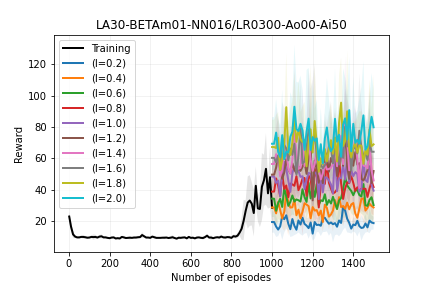 LA30-BETAm01-NN016/LR0300-Ao00-Ai50
Training
(l=0.2)
(l=0.4)
(l=0.6)
(l=0.8)
(l=1.0)
(l=1.2)
(l=1.4)
(l=1.6)
(l=1.8)
(l=2.0)
120
100
80
60
40
20
Reward
0 200 400 600 800 1000 1200 1400
Number of episodes